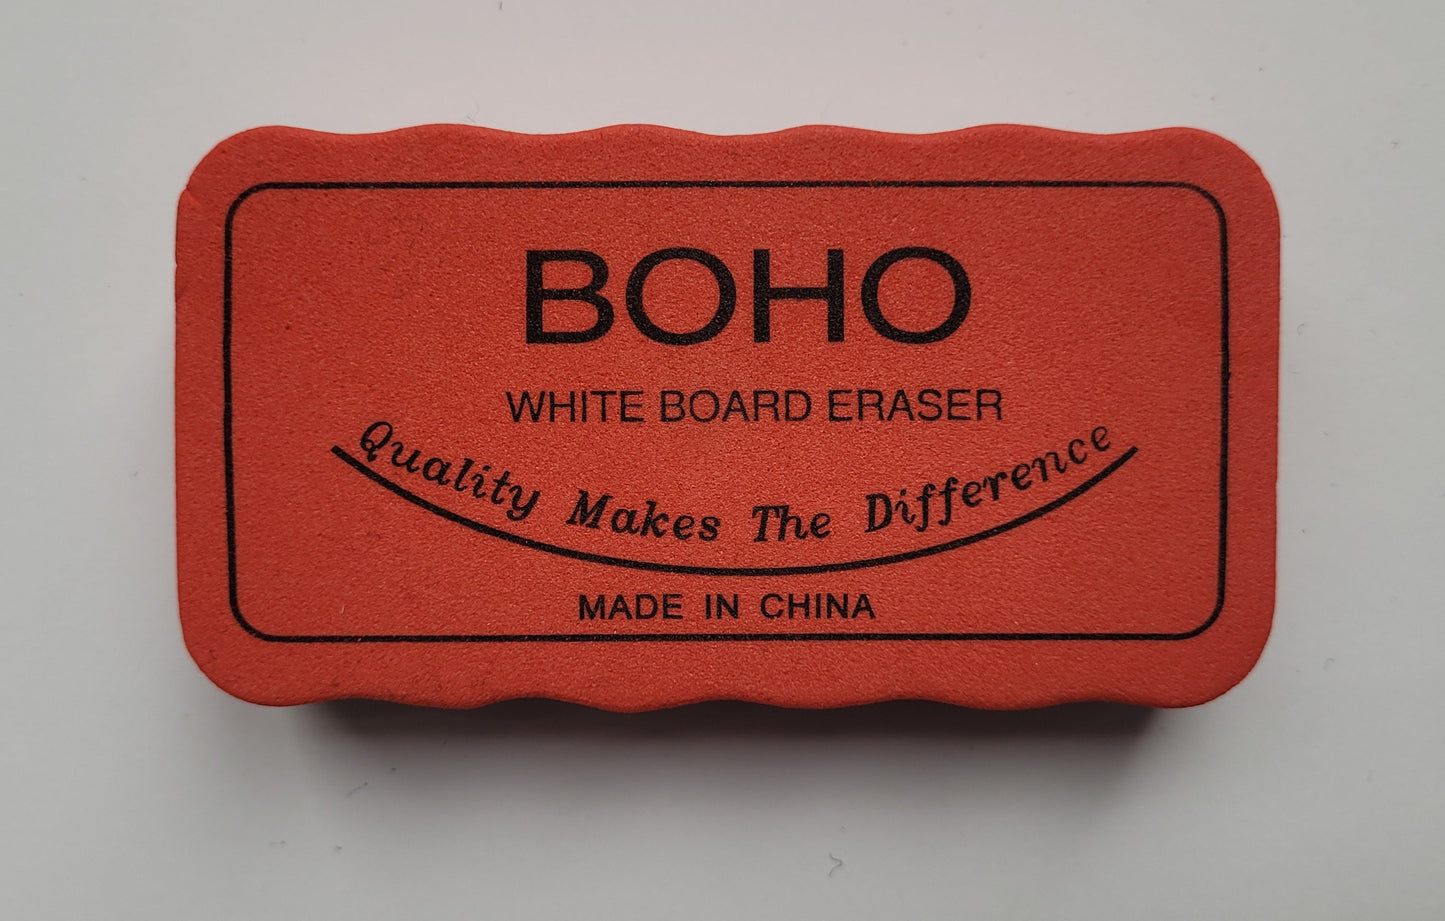 BOHO
WHITE BOARD ERASER
Quality Makes The Difference
MADE IN CHINA